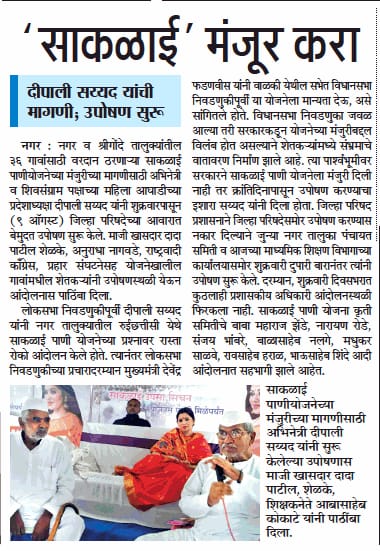 ‘साकळाई’ मंजूर करा
दीपाली सय्यद यांची
मागणी; उपोषण सुरू
नगर : नगर व श्रीगोंदे तालुक्यांतील
३६ गावांसाठी वरदान ठरणाऱ्या साकळाई
पाणीयोजनेच्या मंजुरीच्या मागणीसाठी अभिनेत्री
व शिवसंग्राम पक्षाच्या महिला आघाडीच्या
प्रदेशाध्यक्षा दीपाली सय्यद यांनी शुक्रवारपासून
(९ ऑगस्ट) जिल्हा परिषदेच्या आवारात
बेमुदत उपोषण सुरू केले. माजी खासदार दादा
पाटील शेळके, अनुराधा नागवडे, राष्ट्रवादी
काँग्रेस, प्रहार संघटनेसह योजनेखालील
गावांमधील शेतकऱ्यांनी उपोषणस्थळी येऊन
आंदोलनास पाठिंबा दिला.
लोकसभा निवडणुकीपूर्वी दीपाली सय्यद
यांनी नगर तालुक्यातील रुईछत्तीसी येथे
साकळाई पाणी योजनेच्या प्रश्नावर रास्ता
रोको आंदोलन केले होते. त्यानंतर लोकसभा
निवडणुकीच्या प्रचारादरम्यान मुख्यमंत्री देवेंद्र
फडणवीस यांनी बाळकी येथील सभेत विधानसभा
निवडणुकीपूर्वी या योजनेला मान्यता देऊ, असे
सांगितले होते. विधानसभा निवडणुका जवळ
आल्या तरी सरकारकडून योजनेच्या मंजुरीबद्दल
विलंब होत असल्याने शेतकऱ्यांमध्ये संभ्रमाचे
वातावरण निर्माण झाले आहे. त्या पार्श्वभूमीवर
सरकारने साकळाई पाणी योजना मंजुरी दिली
नाही तर क्रांतिदिनापासून उपोषण करण्याचा
इशारा सय्यद यांनी दिला होता. जिल्हा परिषद
प्रशासनाने जिल्हा परिषदेसमोर उपोषण करण्यास
नकार दिल्याने जुन्या नगर तालुका पंचायत
समिती व आजच्या माध्यमिक शिक्षण विभागाच्या
कार्यालयासमोर शुक्रवारी दुपारी बारानंतर त्यांनी
उपोषण सुरू केले. दरम्यान, शुक्रवारी दिवसभरात
कुठलाही प्रशासकीय अधिकारी आंदोलनस्थळी
फिरकला नाही. साकळाई पाणी योजना कृती
समितीचे बाबा महाराज झेंडे, नारायण रोडे,
संजय भांबरे, बाळासाहेब नलगे, मधुकर
साळवे, रावसाहेब हराळ, भाऊसाहेब शिंदे आदी
आंदोलनात सहभागी झाले आहेत.
साकळाई
पाणीयोजनेच्या
मंजुरीच्या मागणीसाठी
अभिनेत्री दीपाली
सय्यद यांनी सुरू
केलेल्या उपोषणास
माजी खासदार दादा
पाटील, शेळके,
शिक्षकनेते आबासाहेब
कोकाटे यांनी पाठींबा
दिला.